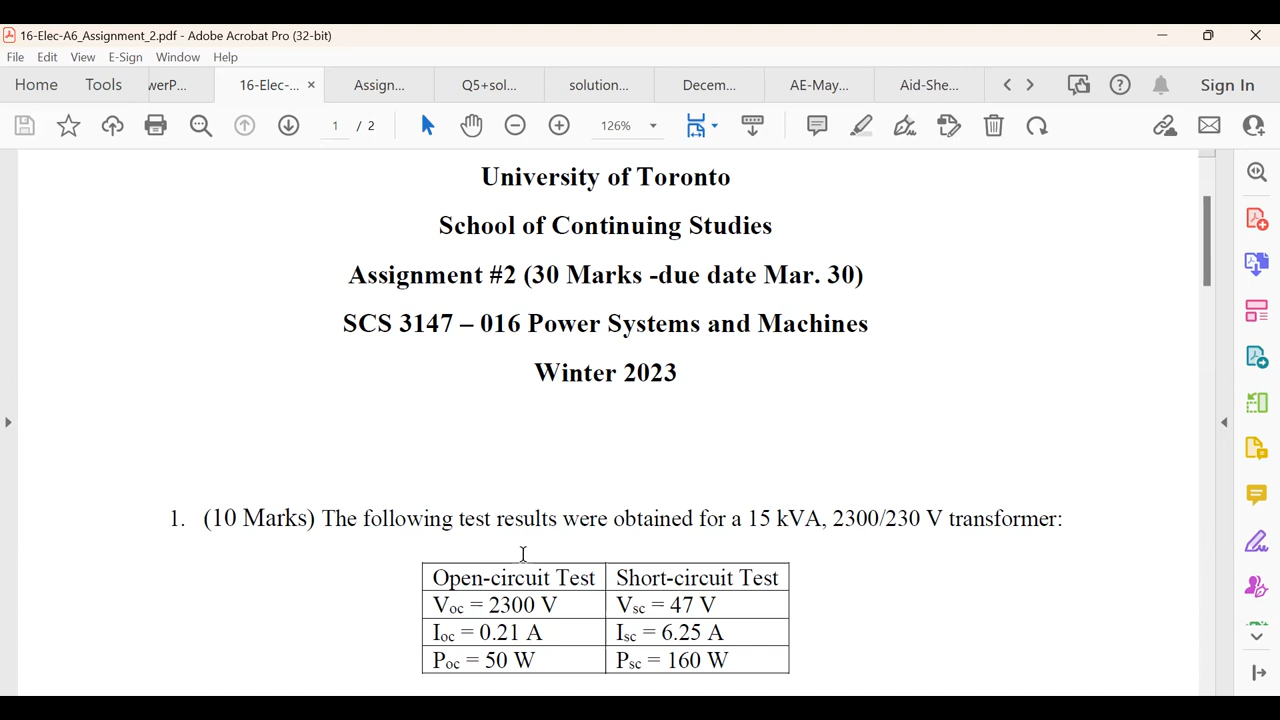 16-Elec-A6_Assignment_2.pdf - Adobe Acrobat Pro (32-bit)
File Edit View E-Sign Window Help
Home Tools werP... 16-Elec-... × Assign... Q5+sol... solution... Decem... AE-May... Aid-She... Sign In
1 / 2 126%
University of Toronto
School of Continuing Studies
Assignment #2 (30 Marks -due date Mar. 30)
SCS 3147 – 016 Power Systems and Machines
Winter 2023
1. (10 Marks) The following test results were obtained for a 15 kVA, 2300/230 V transformer:
Open-circuit Test Short-circuit Test
Voc = 2300 V Vsc = 47 V
Ioc = 0.21 A Isc = 6.25 A
Poc = 50 W Psc = 160 W